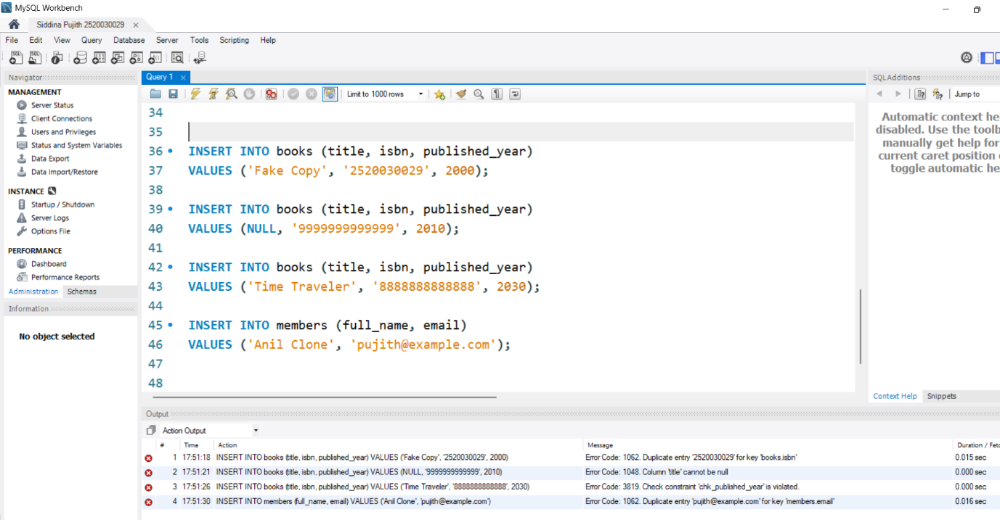 MySQL Workbench
Siddina Pujith 2520030029
File Edit View Query Database Server Tools Scripting Help
Navigator
MANAGEMENT
Server Status
Client Connections
Users and Privileges
Status and System Variables
Data Export
Data Import/Restore
INSTANCE
Startup / Shutdown
Server Logs
Options File
PERFORMANCE
Dashboard
Performance Reports
Administration Schemas
Information
No object selected
Query 1
Limit to 1000 rows
34
35
36 INSERT INTO books (title, isbn, published_year)
37 VALUES ('Fake Copy', '2520030029', 2000);
38
39 INSERT INTO books (title, isbn, published_year)
40 VALUES (NULL, '9999999999999', 2010);
41
42 INSERT INTO books (title, isbn, published_year)
43 VALUES ('Time Traveler', '8888888888888', 2030);
44
45 INSERT INTO members (full_name, email)
46 VALUES ('Anil Clone', 'pujith@example.com');
47
48
SQLAdditions
Jump to
Automatic context he
disabled. Use the toolb
manually get help for
current caret position
toggle automatic he
Context Help Snippets
Output
Action Output
# Time Action Message Duration / Fetc
1 17:51:18 INSERT INTO books (title, isbn, published_year) VALUES ('Fake Copy', '2520030029', 2000) Error Code: 1062. Duplicate entry '2520030029' for key 'books.isbn' 0.015 sec
2 17:51:21 INSERT INTO books (title, isbn, published_year) VALUES (NULL, '9999999999999', 2010) Error Code: 1048. Column 'title' cannot be null 0.000 sec
3 17:51:26 INSERT INTO books (title, isbn, published_year) VALUES ('Time Traveler', '8888888888888', 2030) Error Code: 3819. Check constraint 'chk_published_year' is violated. 0.000 sec
4 17:51:30 INSERT INTO members (full_name, email) VALUES ('Anil Clone', 'pujith@example.com') Error Code: 1062. Duplicate entry 'pujith@example.com' for key 'members.email' 0.016 sec